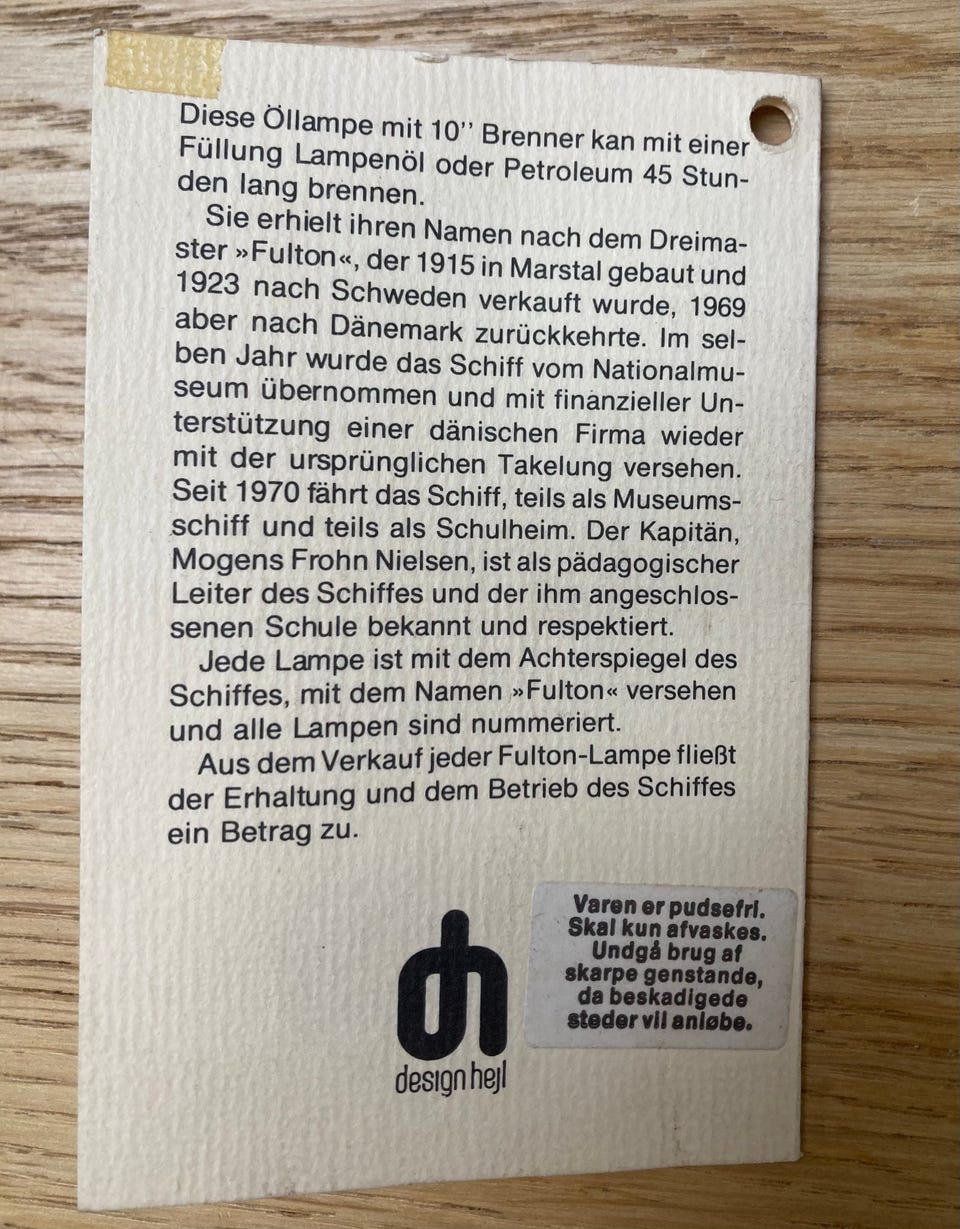 Diese Öllampe mit 10’’ Brenner kan mit einer
Füllung Lampenöl oder Petroleum 45 Stun-
den lang brennen.
Sie erhielt ihren Namen nach dem Dreima-
ster »Fulton«, der 1915 in Marstal gebaut und
1923 nach Schweden verkauft wurde, 1969
aber nach Dänemark zurückkehrte. Im sel-
ben Jahr wurde das Schiff vom Nationalmu-
seum übernommen und mit finanzieller Un-
terstützung einer dänischen Firma wieder
mit der ursprünglichen Takelung versehen.
Seit 1970 fährt das Schiff, teils als Museums-
schiff und teils als Schulheim. Der Kapitän,
Mogens Frohn Nielsen, ist als pädagogischer
Leiter des Schiffes und der ihm angeschlos-
senen Schule bekannt und respektiert.
Jede Lampe ist mit dem Achterspiegel des
Schiffes, mit dem Namen »Fulton« versehen
und alle Lampen sind nummeriert.
Aus dem Verkauf jeder Fulton-Lampe fließt
der Erhaltung und dem Betrieb des Schiffes
ein Betrag zu.
design hejl
Varen er pudsefri.
Skal kun afvaskes.
Undgå brug af
skarpe genstande,
da beskadigede
steder vil anløbe.